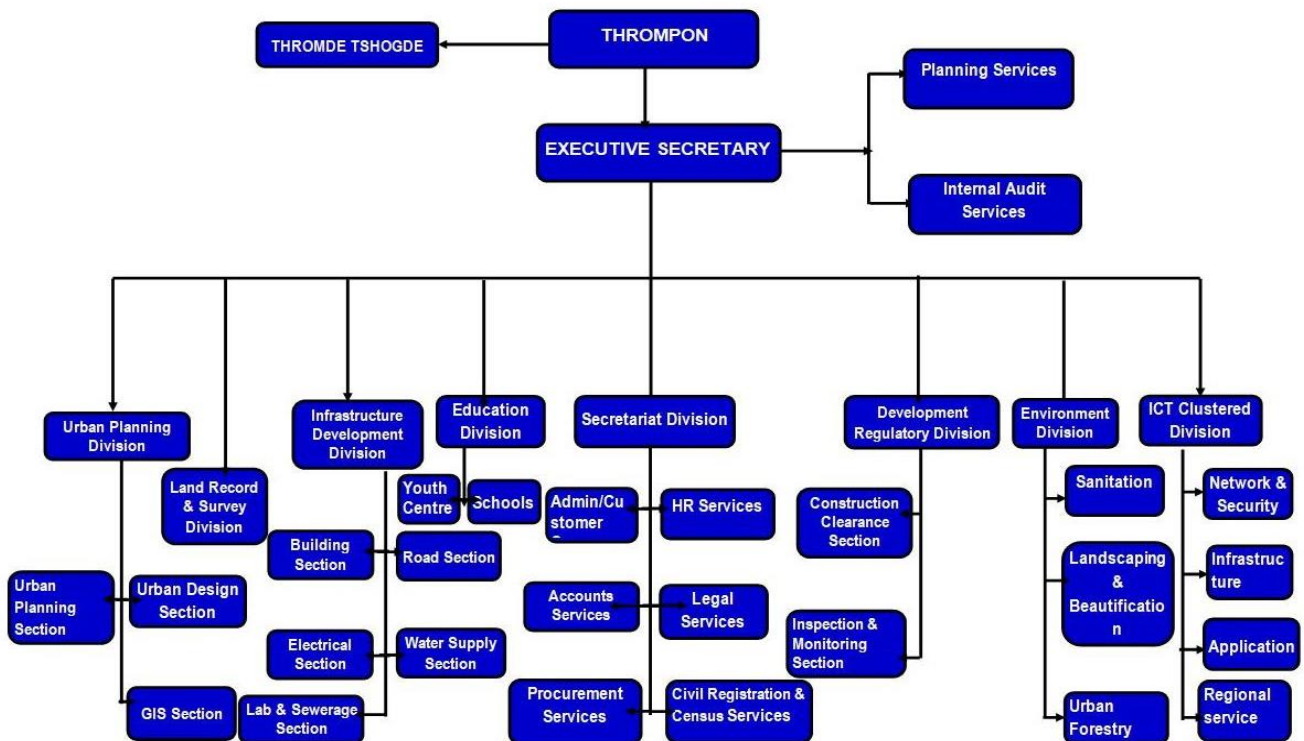 THROMPON
THROMDE TSHOGDE
Planning Services
EXECUTIVE SECRETARY
Internal Audit
Services
Urban Planning
Division
Land Record
& Survey
Division
Infrastructure
Development
Division
Education
Division
Secretariat Division
Development
Regulatory Division
Environment
Division
ICT Clustered
Division
Urban
Planning
Section
Urban Design
Section
GIS Section
Building
Section
Road Section
Electrical
Section
Water Supply
Section
Lab & Sewerage
Section
Youth
Centre
Schools
Admin/Cu
stomer
HR Services
Accounts
Services
Legal
Services
Procurement
Services
Civil Registration &
Census Services
Construction
Clearance
Section
Inspection &
Monitoring
Section
Sanitation
Landscaping
&
Beautificatio
n
Urban
Forestry
Network &
Security
Infrastruc
ture
Application
Regional
service